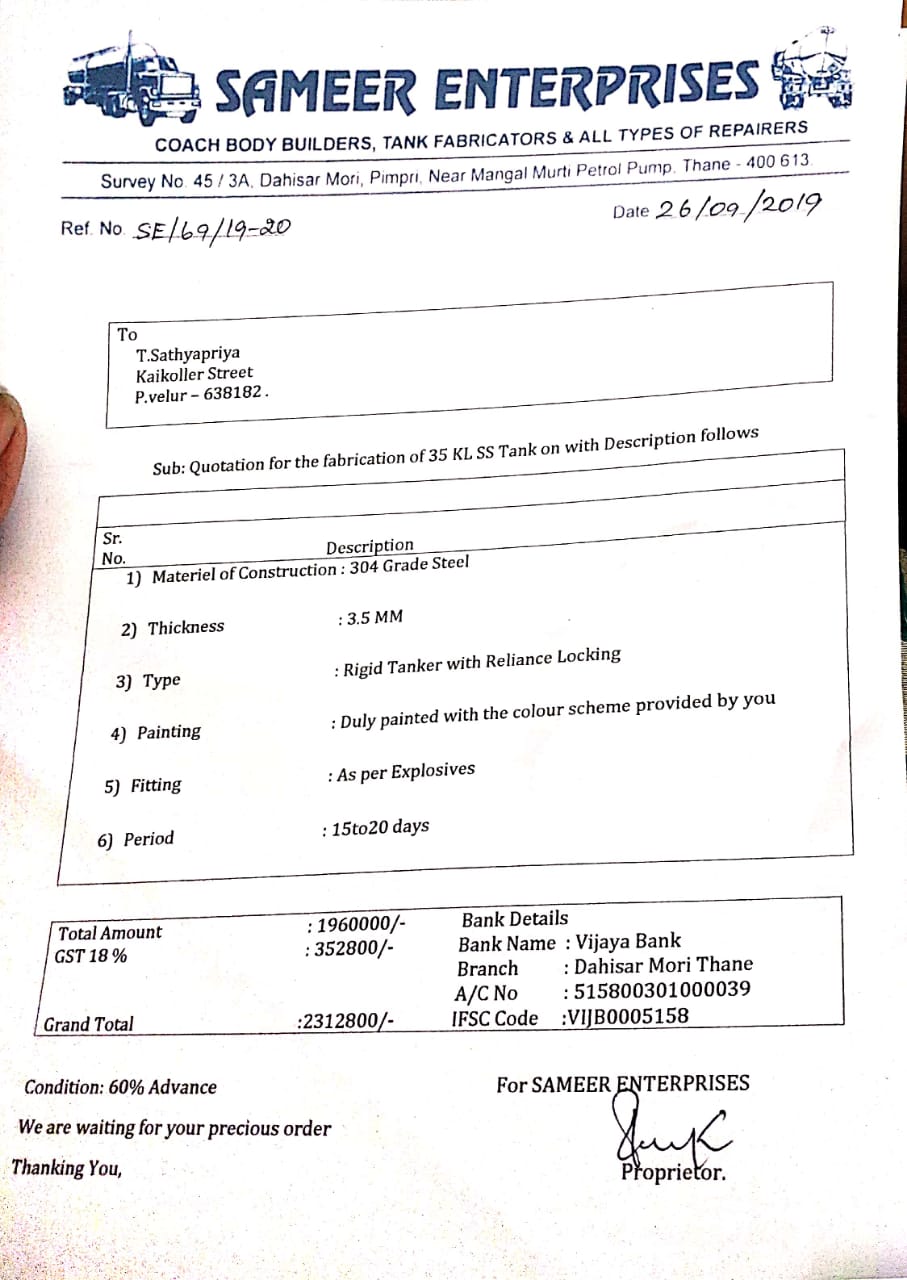 SAMEER ENTERPRISES
COACH BODY BUILDERS, TANK FABRICATORS & ALL TYPES OF REPAIRERS
Survey No. 45 / 3A, Dahisar Mori, Pimpri, Near Mangal Murti Petrol Pump, Thane - 400 613.
Ref. No. SE/69/19-20 Date 26/09/2019
To
T.Sathyapriya
Kaikoller Street
P.velur – 638182 .
Sub: Quotation for the fabrication of 35 KL SS Tank on with Description follows
Sr.
No. Description
1) Materiel of Construction : 304 Grade Steel
2) Thickness : 3.5 MM
3) Type : Rigid Tanker with Reliance Locking
4) Painting : Duly painted with the colour scheme provided by you
5) Fitting : As per Explosives
6) Period : 15to20 days
Total Amount : 1960000/- Bank Details
GST 18 % : 352800/- Bank Name : Vijaya Bank
Branch : Dahisar Mori Thane
A/C No : 515800301000039
Grand Total :2312800/- IFSC Code :VIJB0005158
Condition: 60% Advance For SAMEER ENTERPRISES
We are waiting for your precious order
Thanking You, Proprietor.